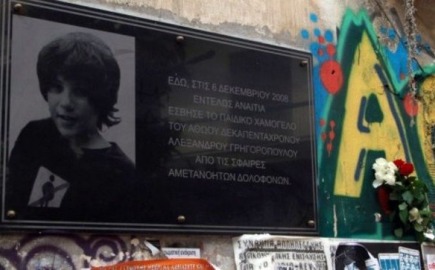 ΕΔΩ, ΣΤΙΣ 6 ΔΕΚΕΜΒΡΙΟΥ 2008
ΕΝΤΕΛΩΣ ΑΝΑΙΤΙΑ
ΕΣΒΗΣΕ ΤΟ ΠΑΙΔΙΚΟ ΧΑΜΟΓΕΛΟ
ΤΟΥ ΑΘΩΟΥ ΔΕΚΑΠΕΝΤΑΧΡΟΝΟΥ
ΑΛΕΞΑΝΔΡΟΥ ΓΡΗΓΟΡΟΠΟΥΛΟΥ
ΑΠΟ ΤΙΣ ΣΦΑΙΡΕΣ
ΑΜΕΤΑΝΟΗΤΩΝ ΔΟΛΟΦΟΝΩΝ.